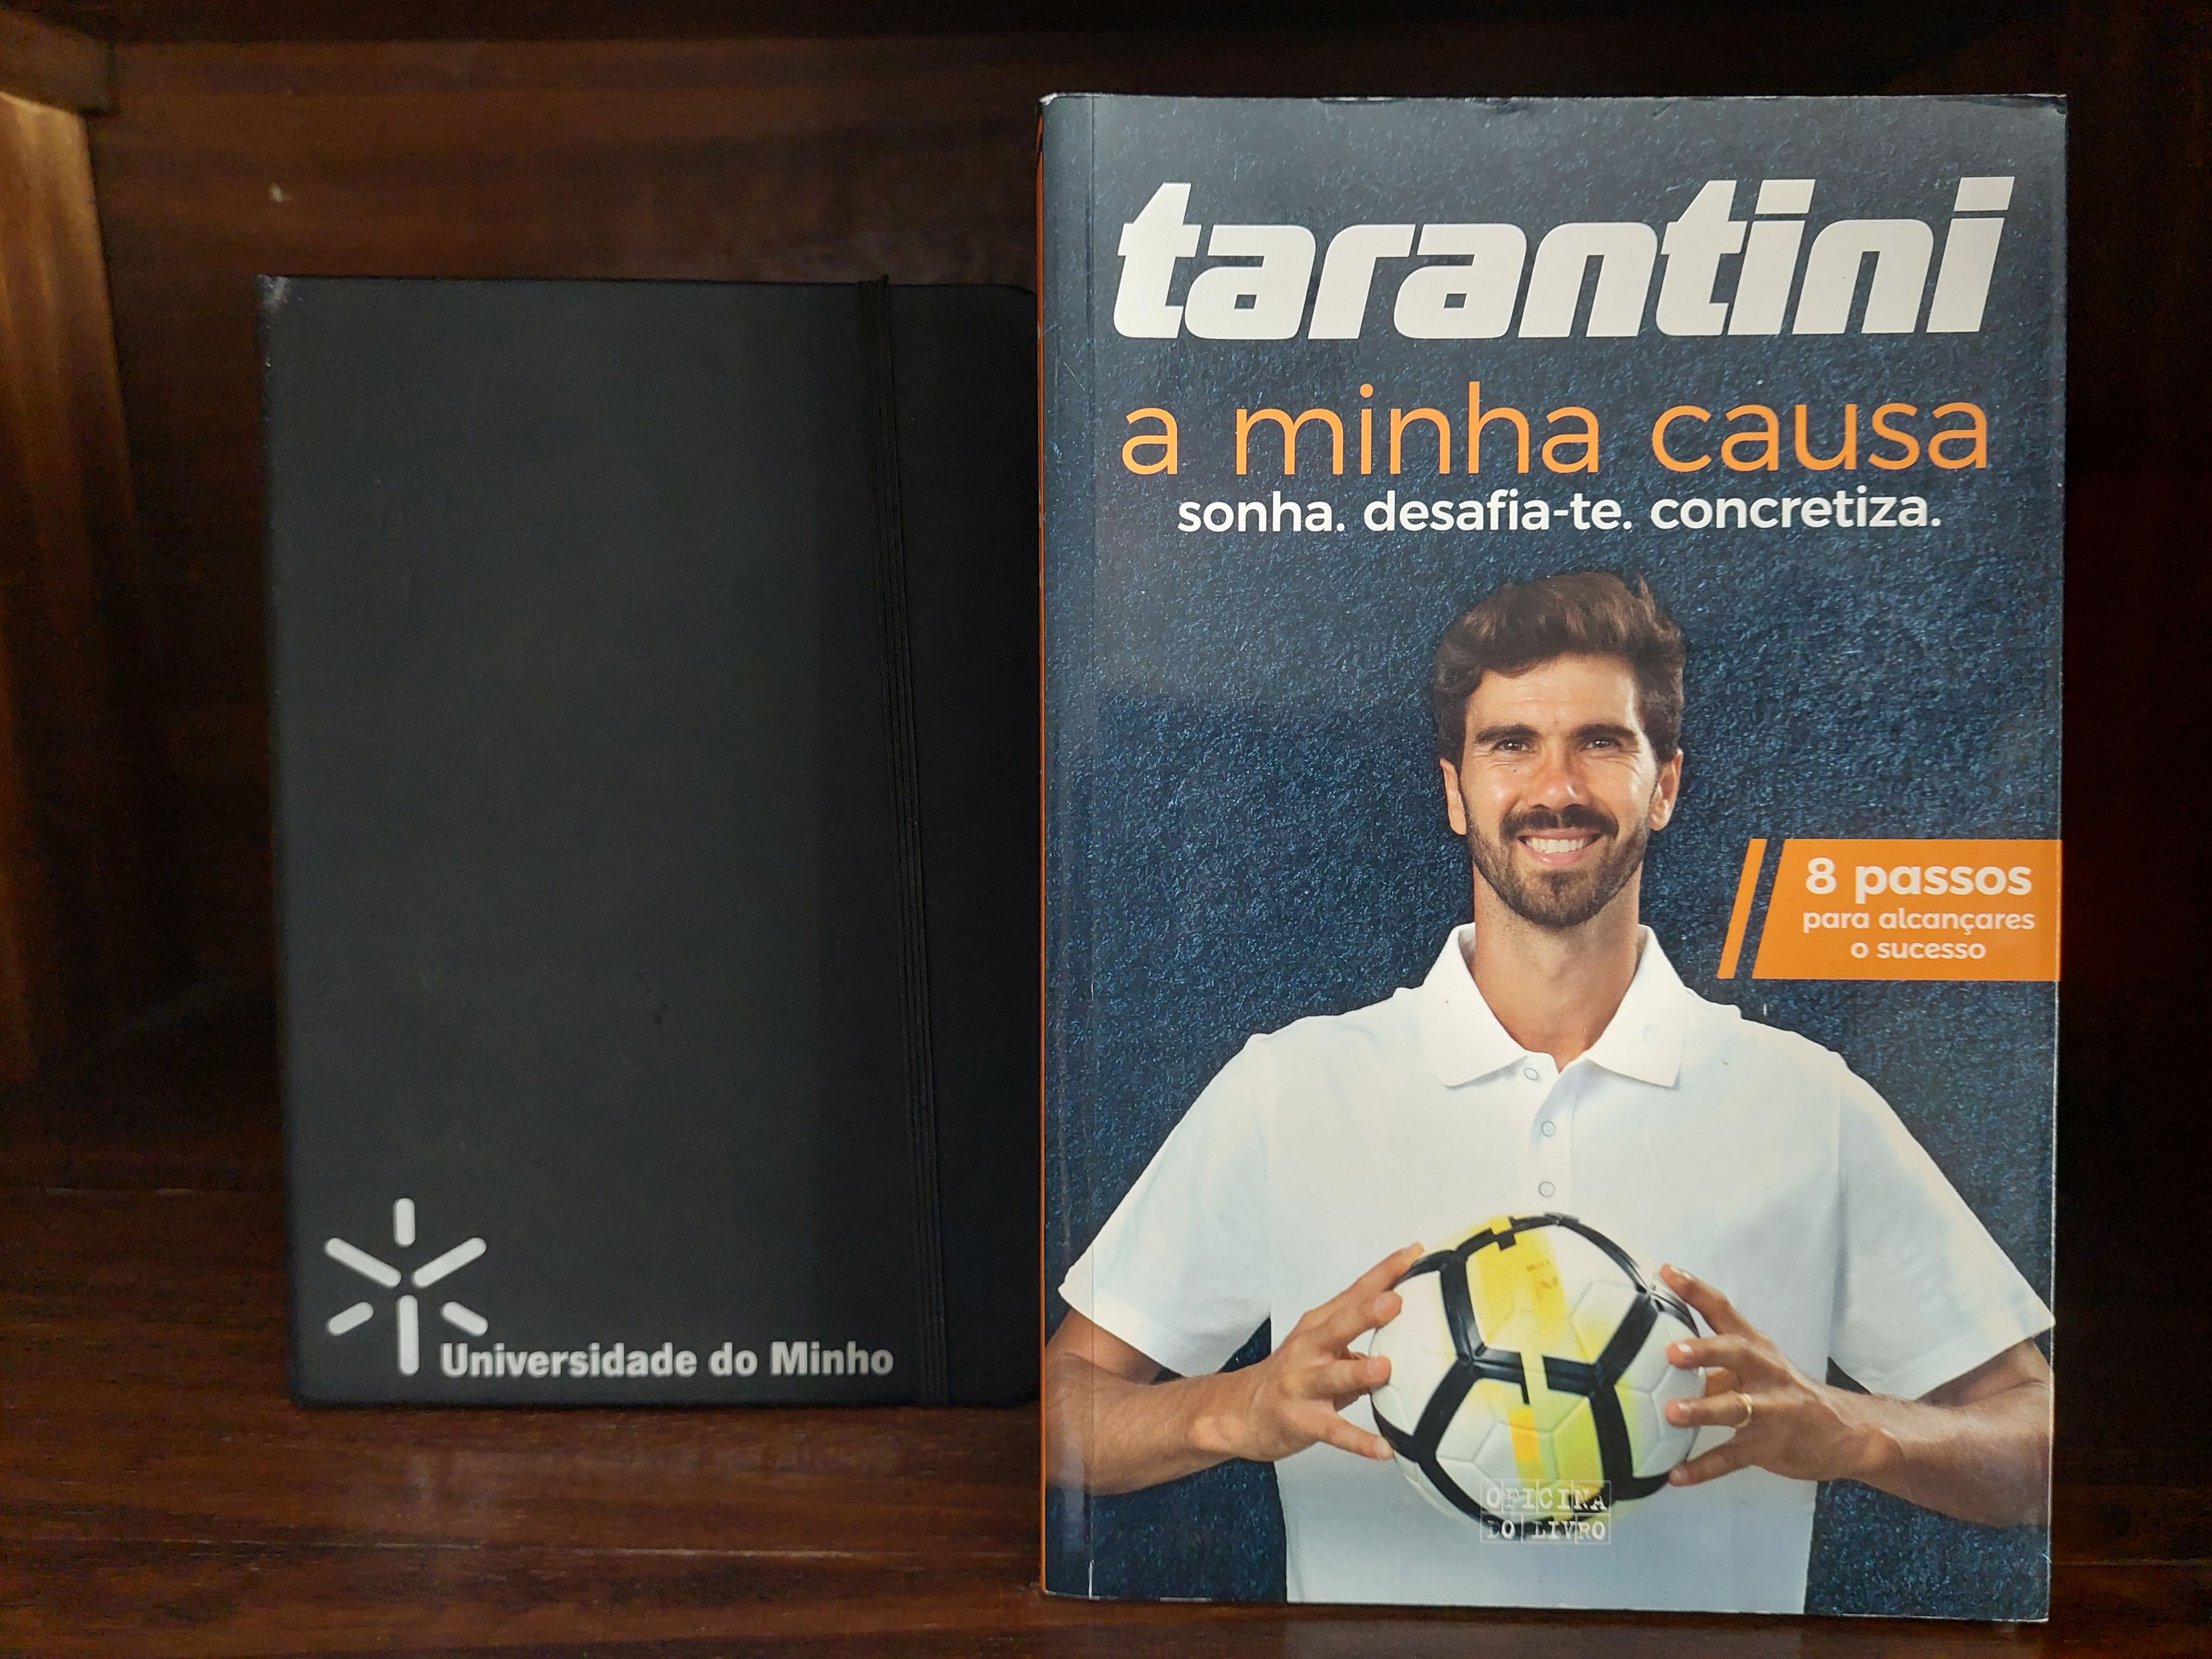 Universidade do Minho
tarantini
a minha causa
sonha. desafia-te. concretiza.
8 passos
para alcançares
o sucesso
OFICINA
DO LIVRO